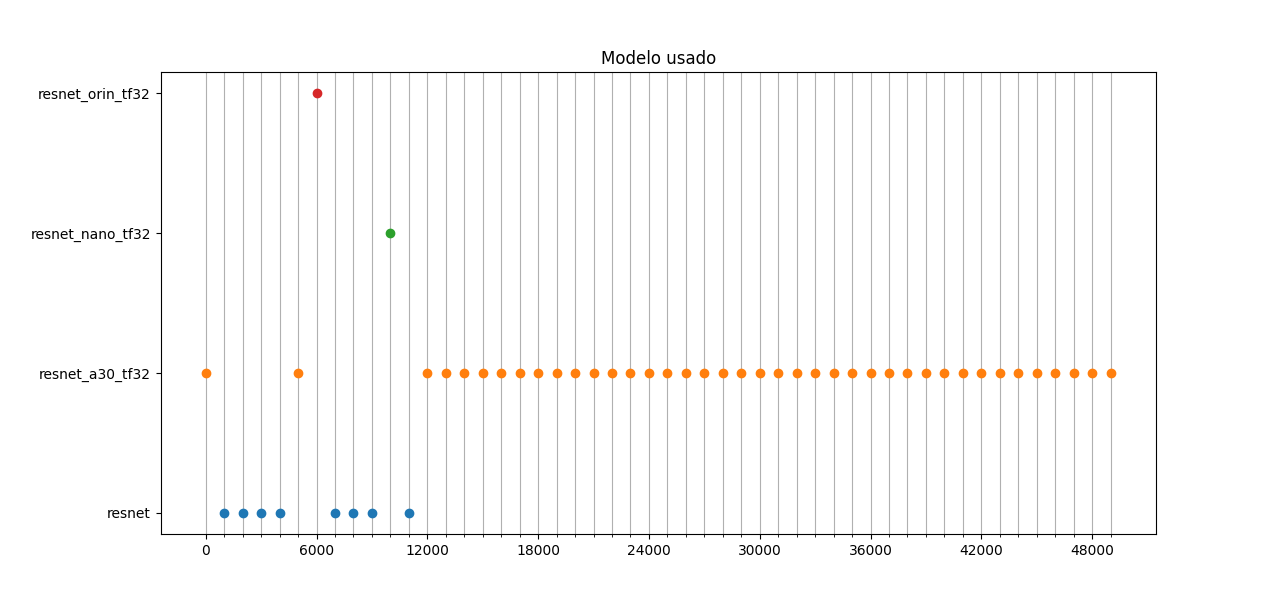 Modelo usado
resnet_orin_tf32
resnet_nano_tf32
resnet_a30_tf32
resnet
0 6000 12000 18000 24000 30000 36000 42000 48000